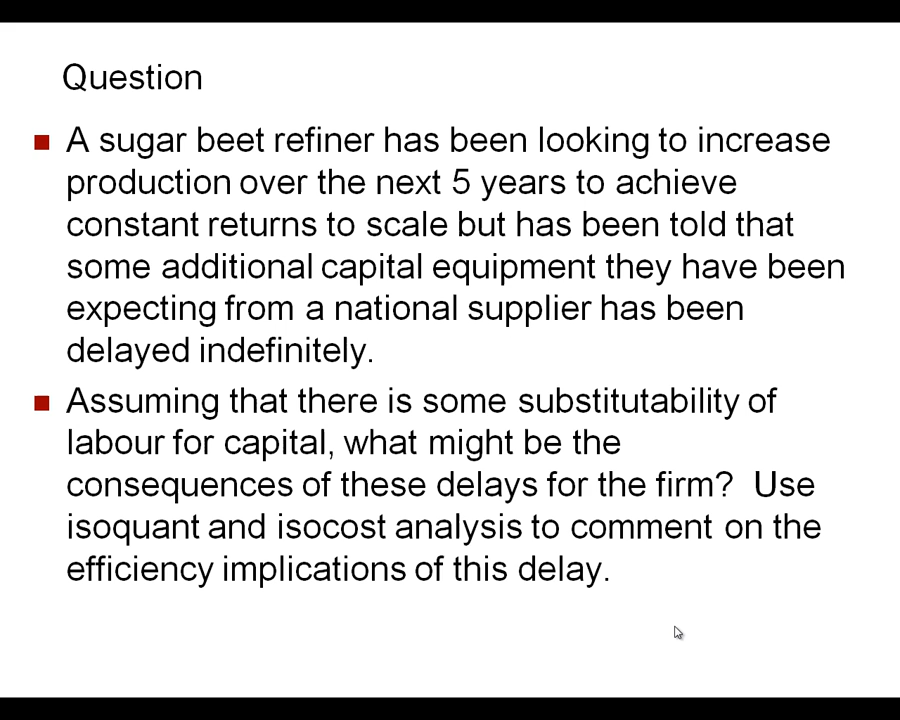 Question
A sugar beet refiner has been looking to increase
production over the next 5 years to achieve
constant returns to scale but has been told that
some additional capital equipment they have been
expecting from a national supplier has been
delayed indefinitely.
Assuming that there is some substitutability of
labour for capital, what might be the
consequences of these delays for the firm?  Use
isoquant and isocost analysis to comment on the
efficiency implications of this delay.